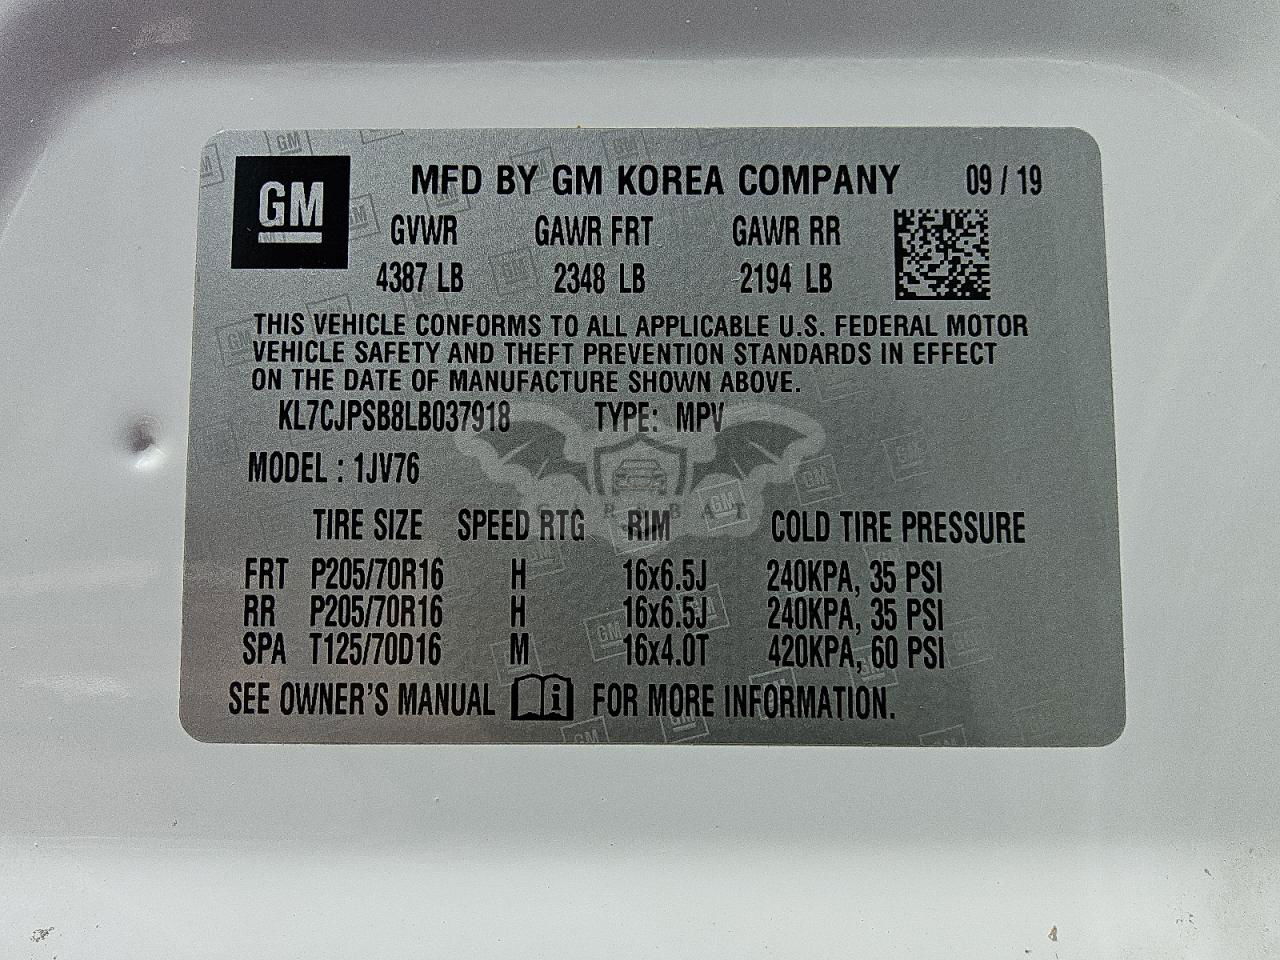 GM MFD BY GM KOREA COMPANY 09 / 19
GVWR GAWR FRT GAWR RR
4387 LB 2348 LB 2194 LB
THIS VEHICLE CONFORMS TO ALL APPLICABLE U.S. FEDERAL MOTOR
VEHICLE SAFETY AND THEFT PREVENTION STANDARDS IN EFFECT
ON THE DATE OF MANUFACTURE SHOWN ABOVE.
KL7CJPSB8LB037918 TYPE: MPV
MODEL : 1JV76
TIRE SIZE SPEED RTG RIM COLD TIRE PRESSURE
FRT P205/70R16 H 16x6.5J 240KPA, 35 PSI
RR P205/70R16 H 16x6.5J 240KPA, 35 PSI
SPA T125/70D16 M 16x4.0T 420KPA, 60 PSI
SEE OWNER'S MANUAL i FOR MORE INFORMATION.